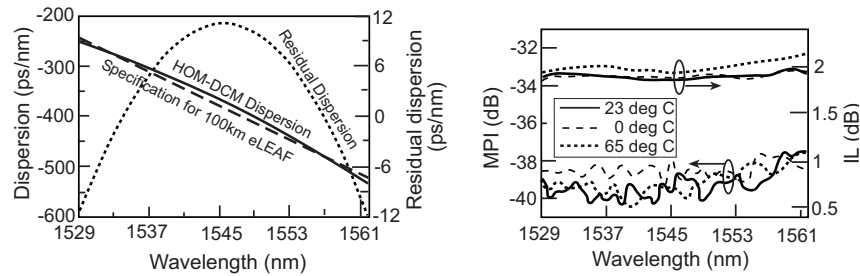 -200
-300
-400
-500
-600
Dispersion (ps/nm)
HOM-DCM Dispersion
Specification for 100km eLEAF
Residual Dispersion
12
6
0
-6
-12
Residual dispersion
(ps/nm)
1529
1537
1545
1553
1561
Wavelength (nm)
-32
-34
-36
-38
-40
MPI (dB)
23 deg C
0 deg C
65 deg C
2
1.5
1
0.5
IL (dB)
1529
1537
1545
1553
1561
Wavelength (nm)